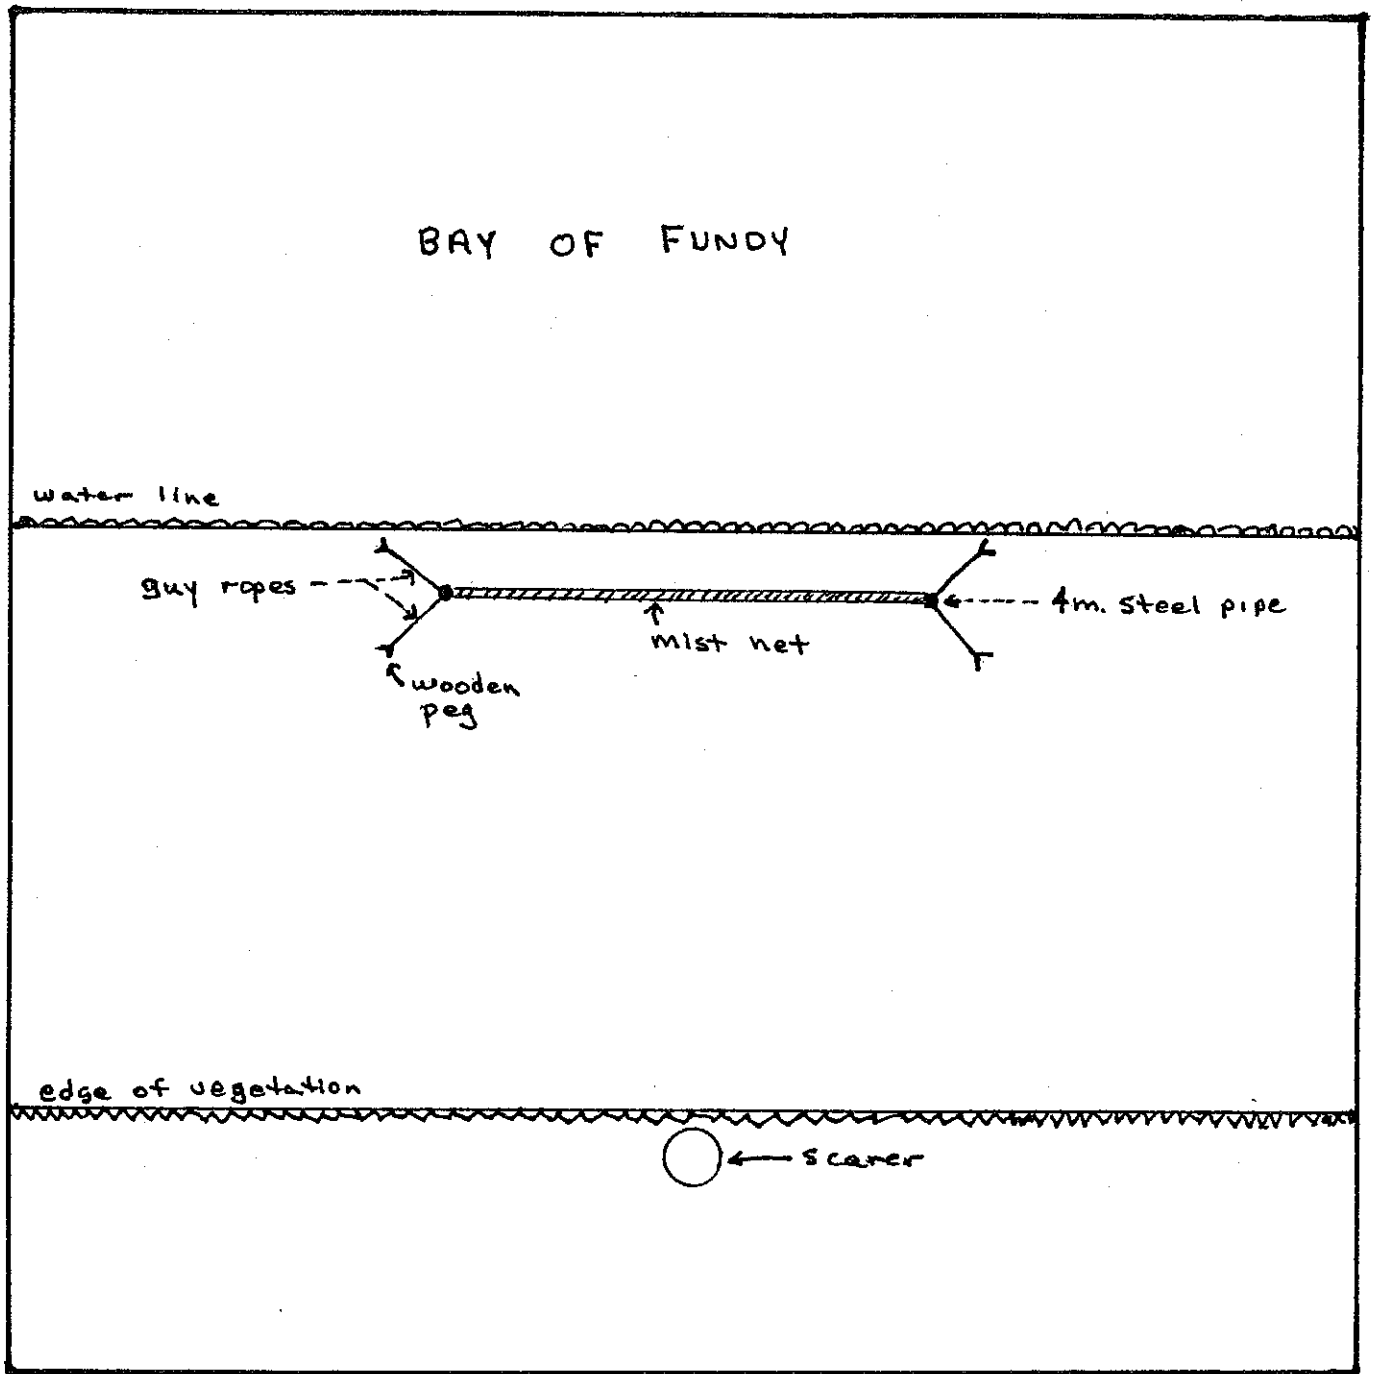 BAY OF FUNDY
water line
guy ropes
4m. steel pipe
mist net
wooden
peg
edge of vegetation
scarer